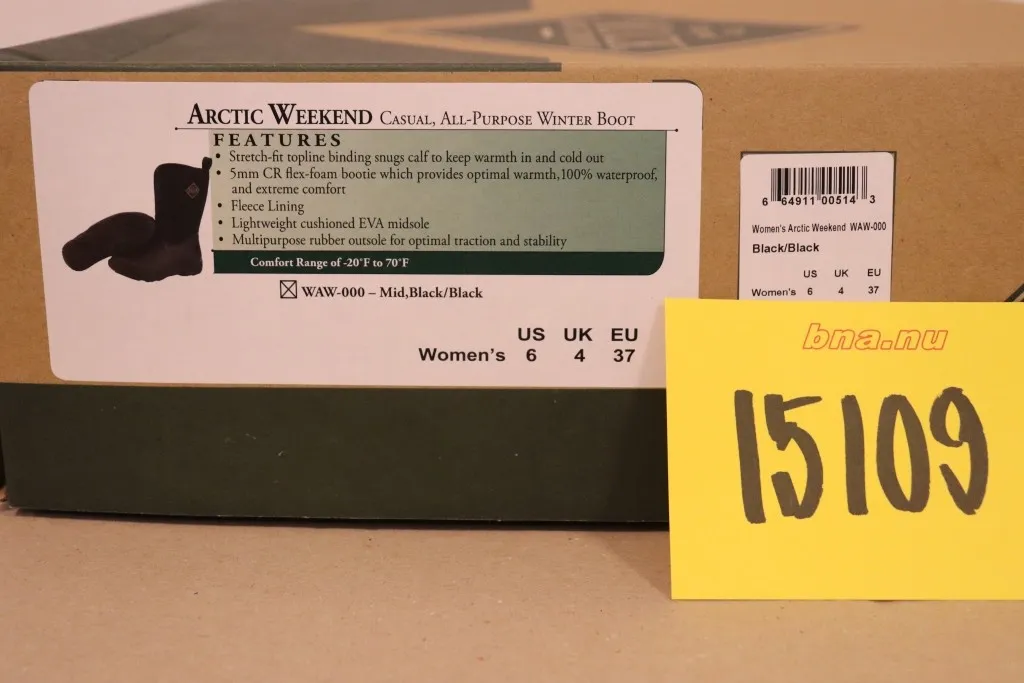 ARCTIC WEEKEND CASUAL, ALL-PURPOSE WINTER BOOT
FEATURES
• Stretch-fit topline binding snugs calf to keep warmth in and cold out
• 5mm CR flex-foam bootie which provides optimal warmth,100% waterproof,
and extreme comfort
• Fleece Lining
• Lightweight cushioned EVA midsole
• Multipurpose rubber outsole for optimal traction and stability
Comfort Range of -20°F to 70°F
WAW-000 – Mid,Black/Black
US UK EU
Women's 6 4 37
6 64911 00514 3
Women's Arctic Weekend WAW-000
Black/Black
US UK EU
Women's 6 4 37
bna.nu
15109